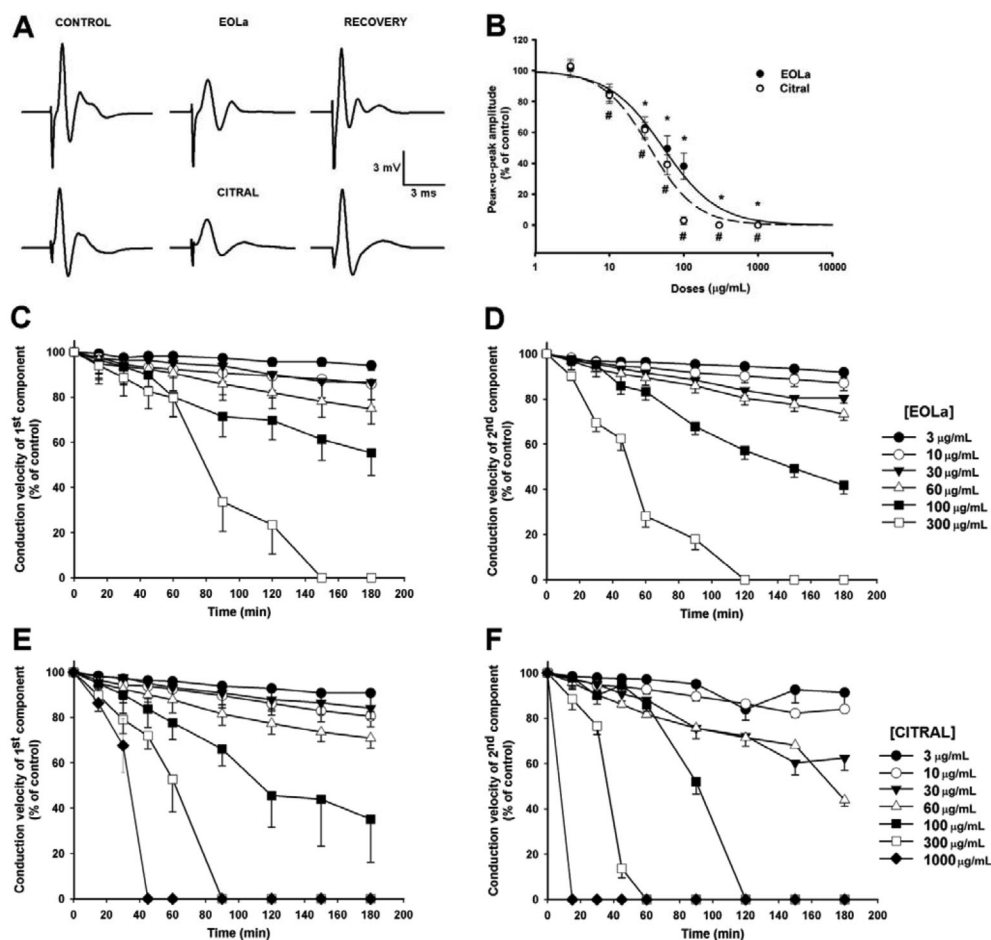 A
CONTROL
EOLa
RECOVERY
3 mV
3 ms
CITRAL
B
Peak-to-peak amplitude
(% of control)
120
100
80
60
40
20
0
EOLa
Citral
* * * * *
# # # # # #
1 10 100 1000 10000
Doses (μg/mL)
C
Conduction velocity of 1st component
(% of control)
100
80
60
40
20
0
0 20 40 60 80 100 120 140 160 180 200
Time (min)
D
Conduction velocity of 2nd component
(% of control)
100
80
60
40
20
0
0 20 40 60 80 100 120 140 160 180 200
Time (min)
[EOLa]
3 μg/mL
10 μg/mL
30 μg/mL
60 μg/mL
100 μg/mL
300 μg/mL
E
Conduction velocity of 1st component
(% of control)
100
80
60
40
20
0
0 20 40 60 80 100 120 140 160 180 200
Time (min)
F
Conduction velocity of 2nd component
(% of control)
100
80
60
40
20
0
0 20 40 60 80 100 120 140 160 180 200
Time (min)
[CITRAL]
3 μg/mL
10 μg/mL
30 μg/mL
60 μg/mL
100 μg/mL
300 μg/mL
1000 μg/mL